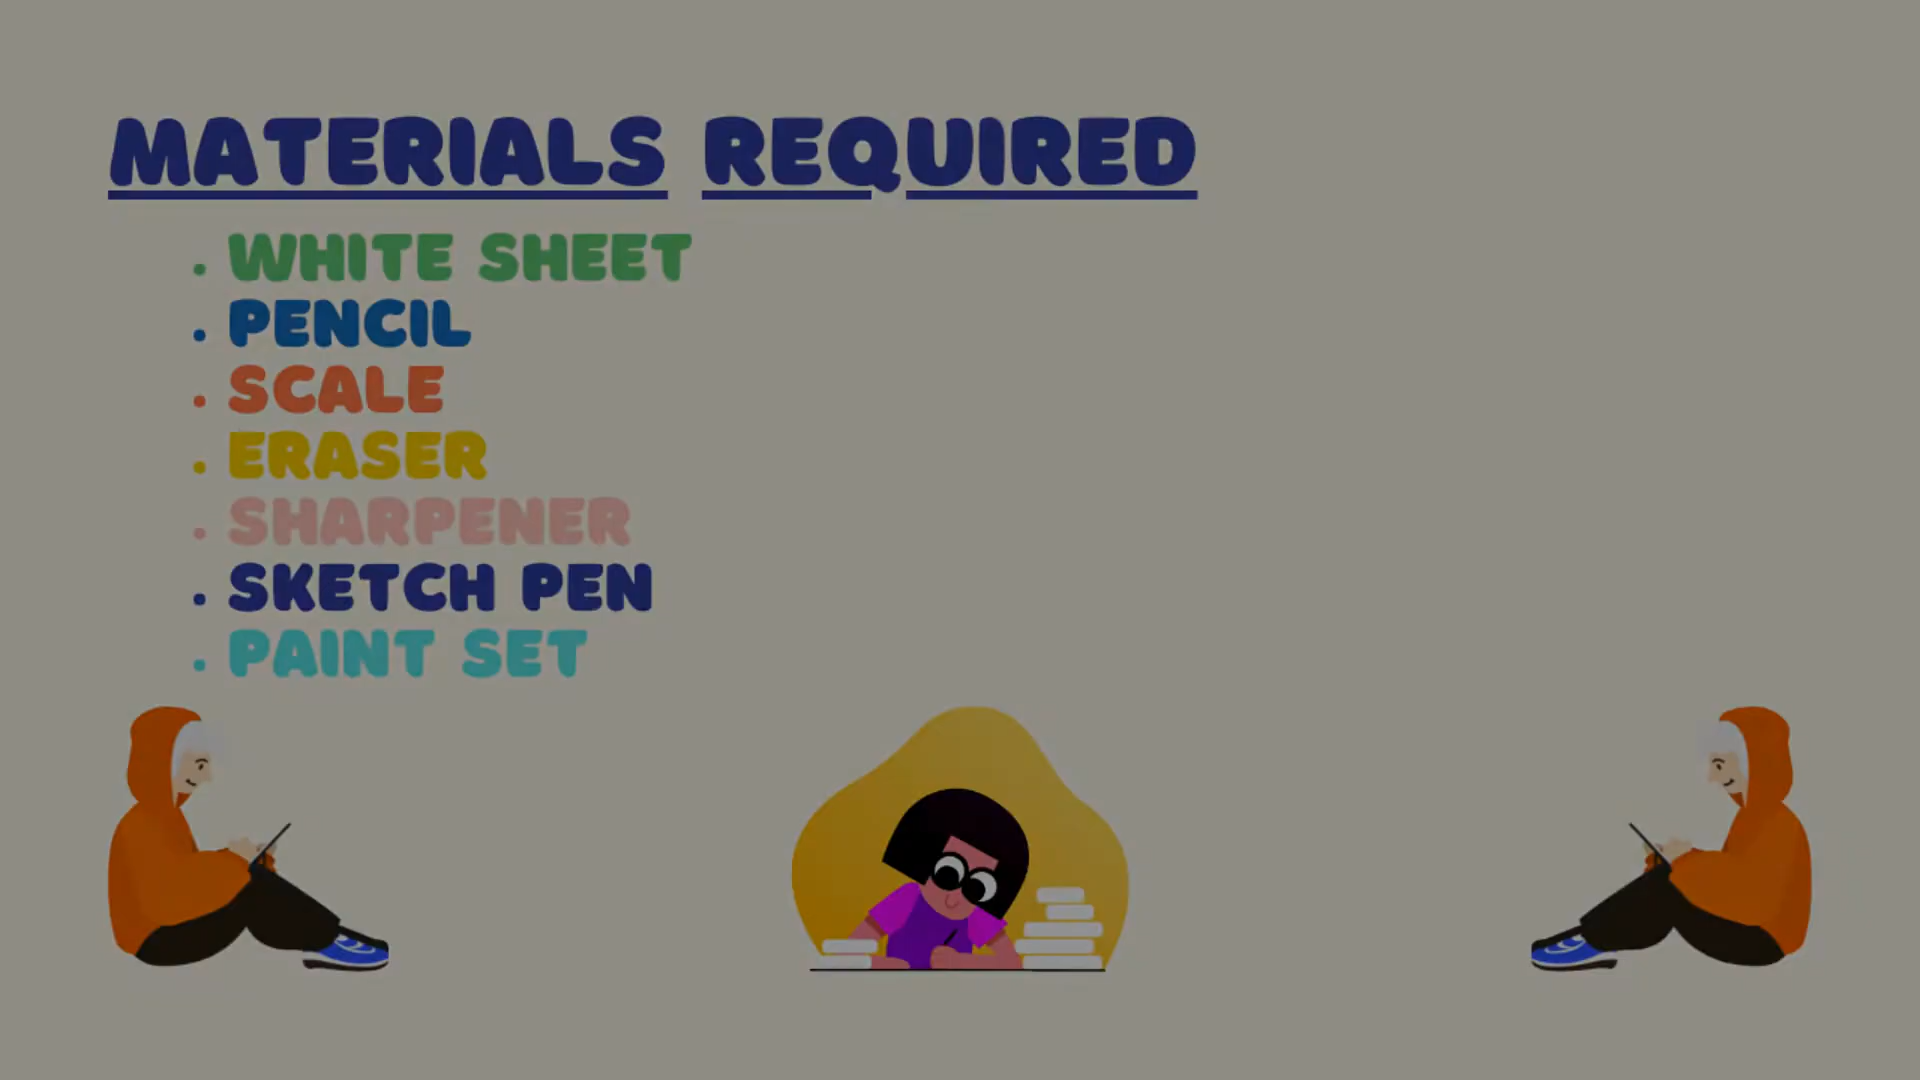 MATERIALS REQUIRED
• WHITE SHEET
• PENCIL
• SCALE
• ERASER
• SHARPENER
• SKETCH PEN
• PAINT SET